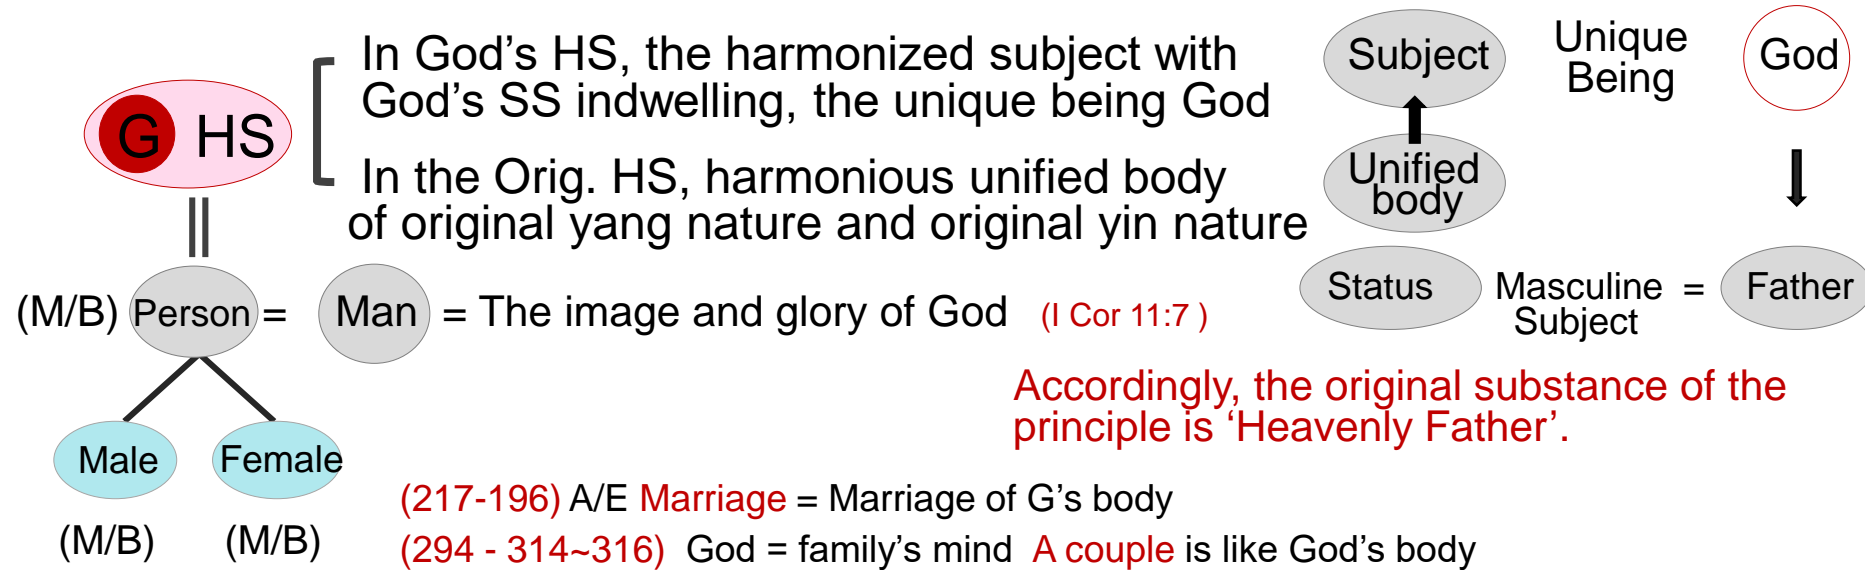 In God’s HS, the harmonized subject with
God’s SS indwelling, the unique being God
G HS
In the Orig. HS, harmonious unified body
of original yang nature and original yin nature
Subject
Unique
Being
God
Unified
body
(M/B) Person = Man = The image and glory of God (I Cor 11:7 )
Status
Masculine = Father
Subject
Accordingly, the original substance of the
principle is ‘Heavenly Father’.
Male Female
(M/B) (M/B)
(217-196) A/E Marriage = Marriage of G’s body
(294 - 314~316) God = family’s mind A couple is like God’s body